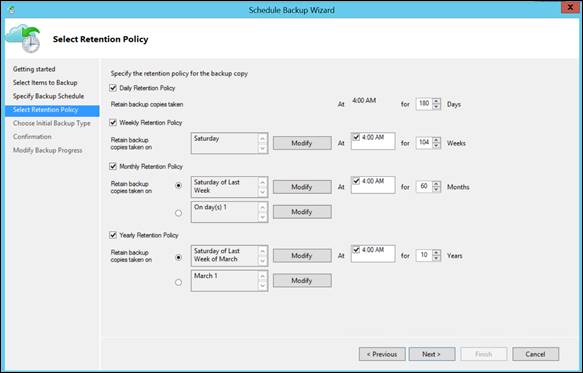 Schedule Backup Wizard
Select Retention Policy
Getting started
Select Items to Backup
Specify Backup Schedule
Select Retention Policy
Choose Initial Backup Type
Confirmation
Modify Backup Progress
Specify the retention policy for the backup copy
Daily Retention Policy
Retain backup copies taken At 4:00 AM for 180 Days
Weekly Retention Policy
Retain backup copies taken on Saturday Modify At 4:00 AM for 104 Weeks
Monthly Retention Policy
Retain backup copies taken on Saturday of Last Week Modify At 4:00 AM for 60 Months
On day(s) 1 Modify
Yearly Retention Policy
Retain backup copies taken on Saturday of Last Week of March Modify At 4:00 AM for 10 Years
March 1 Modify
< Previous Next > Finish Cancel